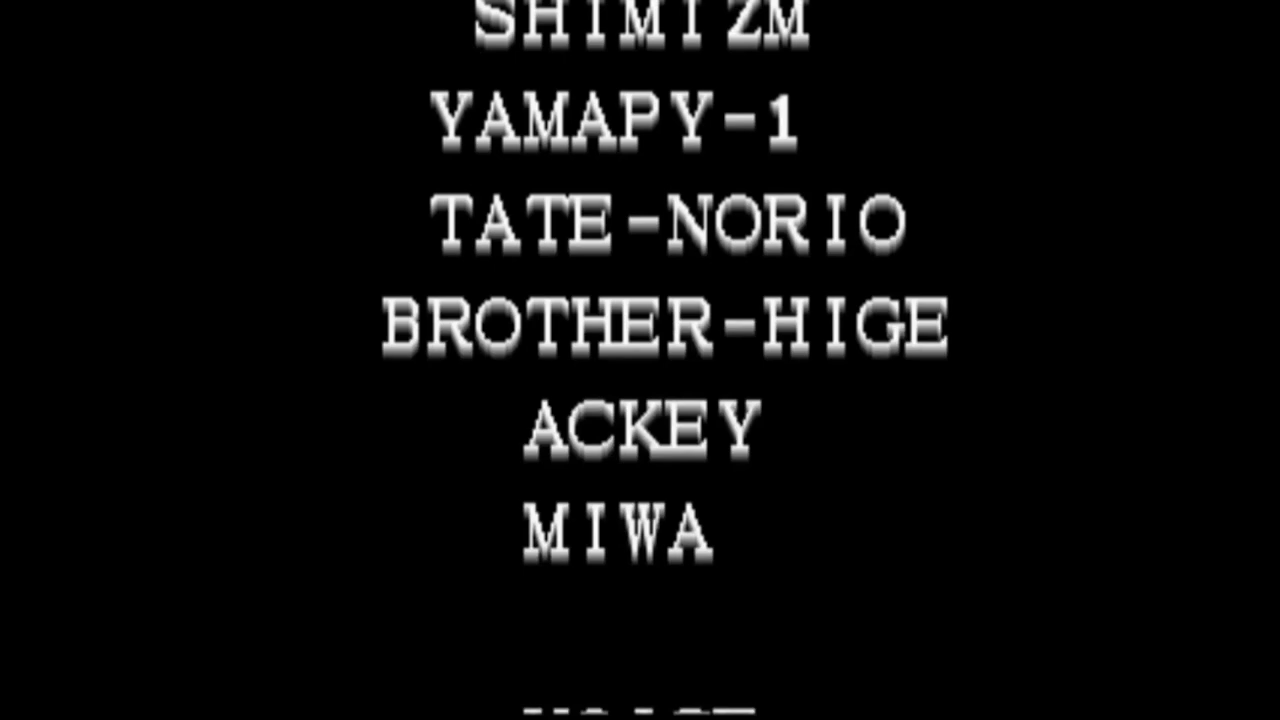 SHIMIZM
YAMAPY-1
TATE-NORIO
BROTHER-HIGE
ACKEY
MIWA